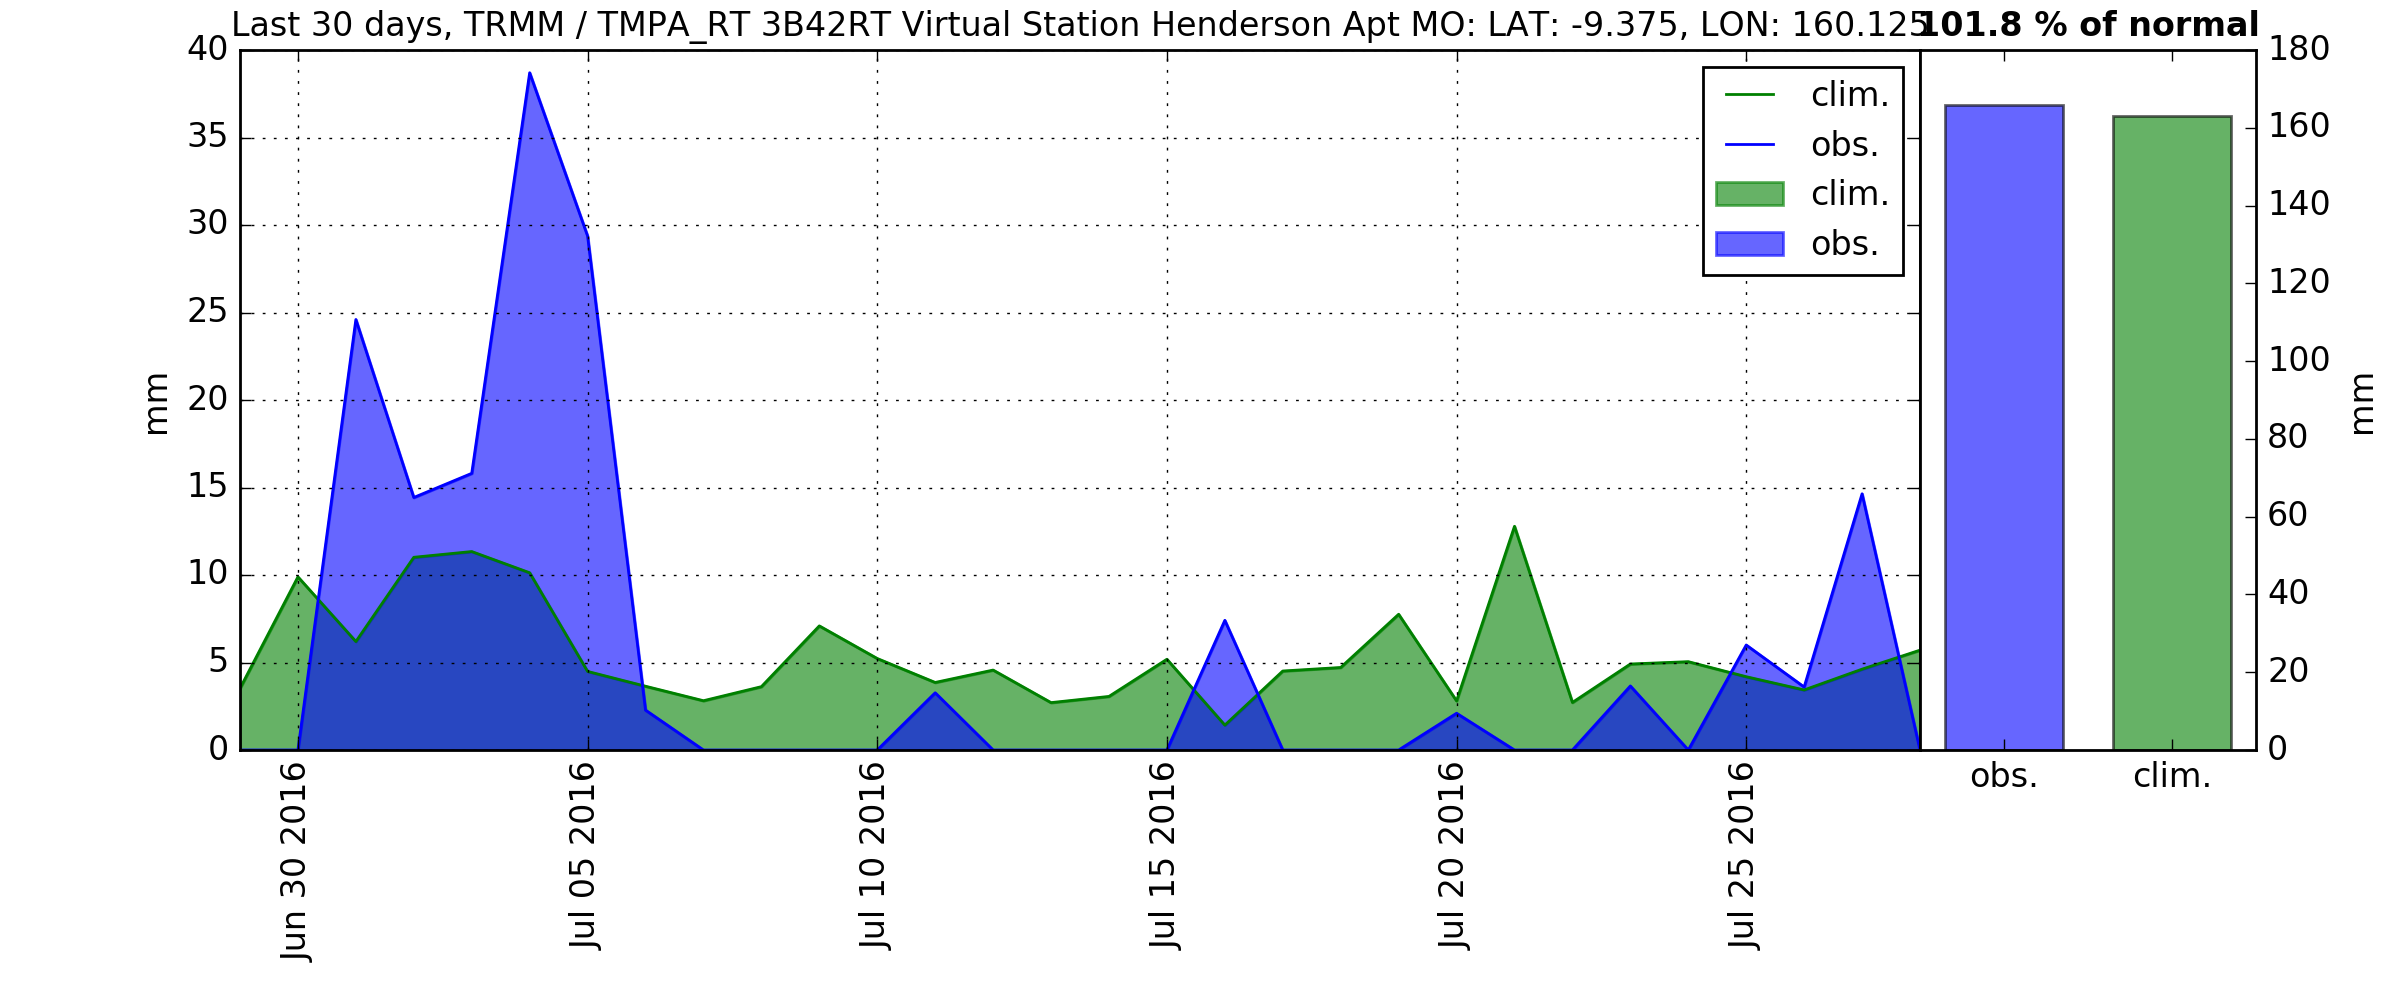 Last 30 days, TRMM / TMPA_RT 3B42RT Virtual Station Henderson Apt MO: LAT: -9.375, LON: 160.125
101.8 % of normal
40
35
30
25
20
15
10
5
0
mm
clim.
obs.
clim.
obs.
Jun 30 2016
Jul 05 2016
Jul 10 2016
Jul 15 2016
Jul 20 2016
Jul 25 2016
180
160
140
120
100
80
60
40
20
0
mm
obs.
clim.